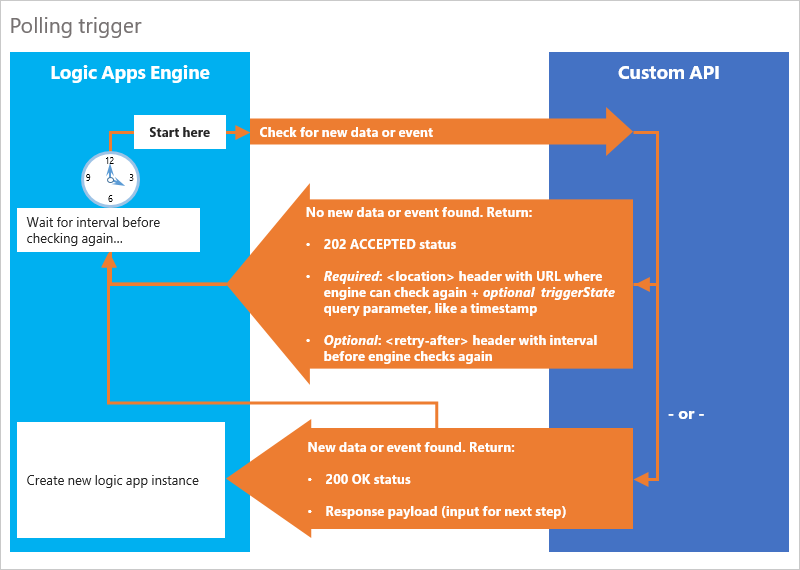 Polling trigger
Logic Apps Engine
Custom API
Start here
Check for new data or event
12
9
3
6
Wait for interval before
checking again...
No new data or event found. Return:
• 202 ACCEPTED status
• Required: <location> header with URL where
engine can check again + optional triggerState
query parameter, like a timestamp
• Optional: <retry-after> header with interval
before engine checks again
- or -
New data or event found. Return:
• 200 OK status
• Response payload (input for next step)
Create new logic app instance